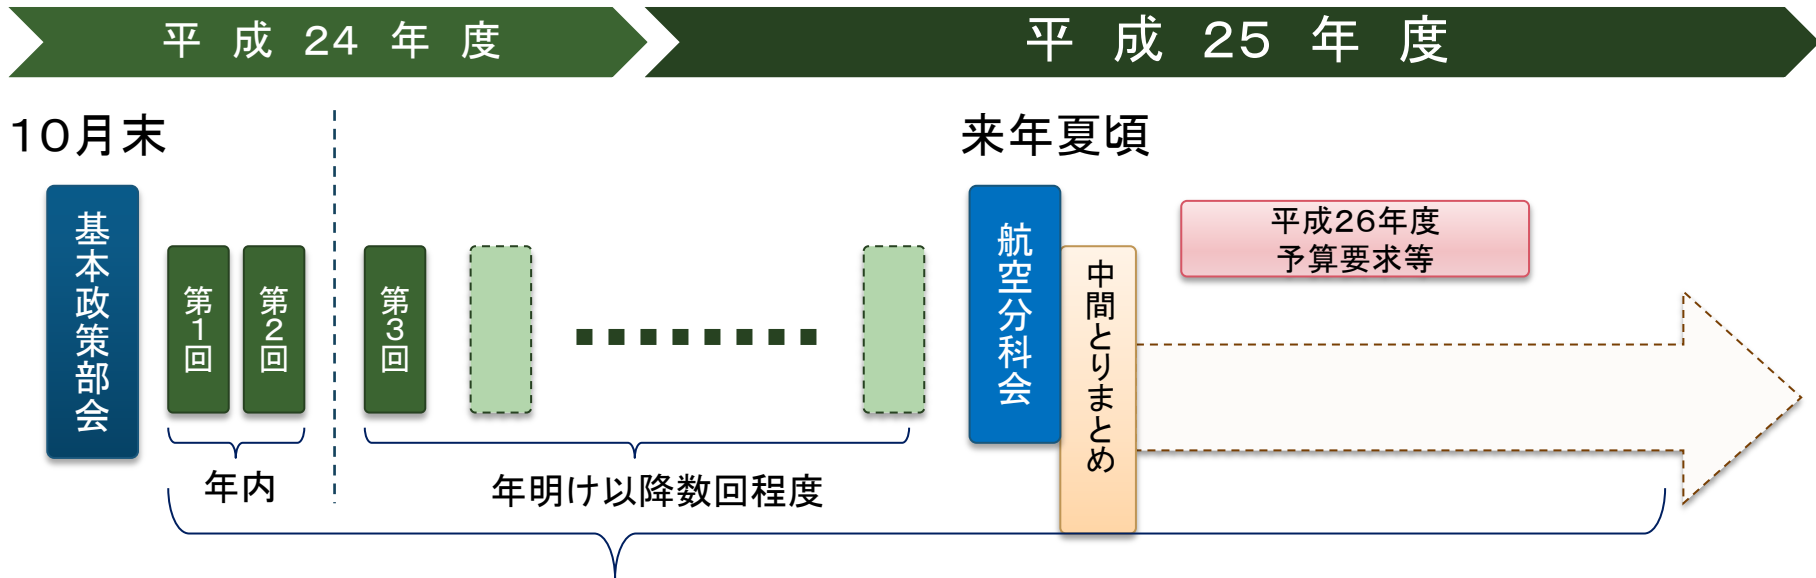 平成24年度
平成25年度
10月末
来年夏頃
基本政策部会
第1回
第2回
第3回
航空分科会
中間とりまとめ
平成26年度
予算要求等
年内
年明け以降数回程度